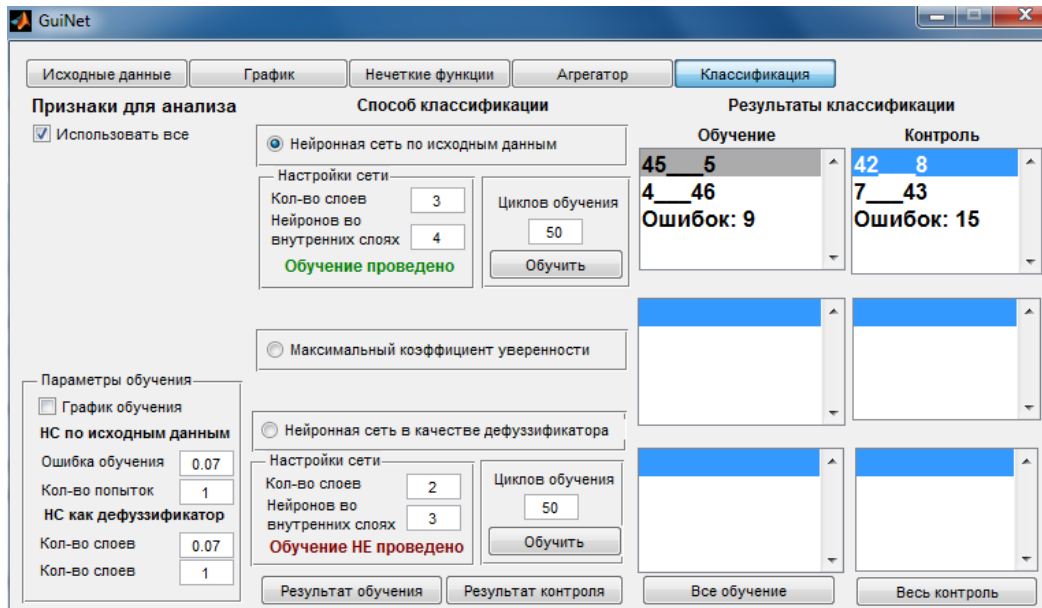 GuiNet
Исходные данные
График
Нечеткие функции
Агрегатор
Классификация
Признаки для анализа
Использовать все
Способ классификации
Нейронная сеть по исходным данным
Настройки сети
Кол-во слоев 3
Нейронов во
внутренних слоях 4
Обучение проведено
Циклов обучения
50
Обучить
Максимальный коэффициент уверенности
Нейронная сеть в качестве дефуззификатора
Настройки сети
Кол-во слоев 2
Нейронов во
внутренних слоях 3
Обучение НЕ проведено
Циклов обучения
50
Обучить
Результат обучения
Результат контроля
Параметры обучения
График обучения
НС по исходным данным
Ошибка обучения 0.07
Кол-во попыток 1
НС как дефуззификатор
Кол-во слоев 0.07
Кол-во слоев 1
Результаты классификации
Обучение
45___5
4___46
Ошибок: 9
Контроль
42___8
7___43
Ошибок: 15
Все обучение
Весь контроль